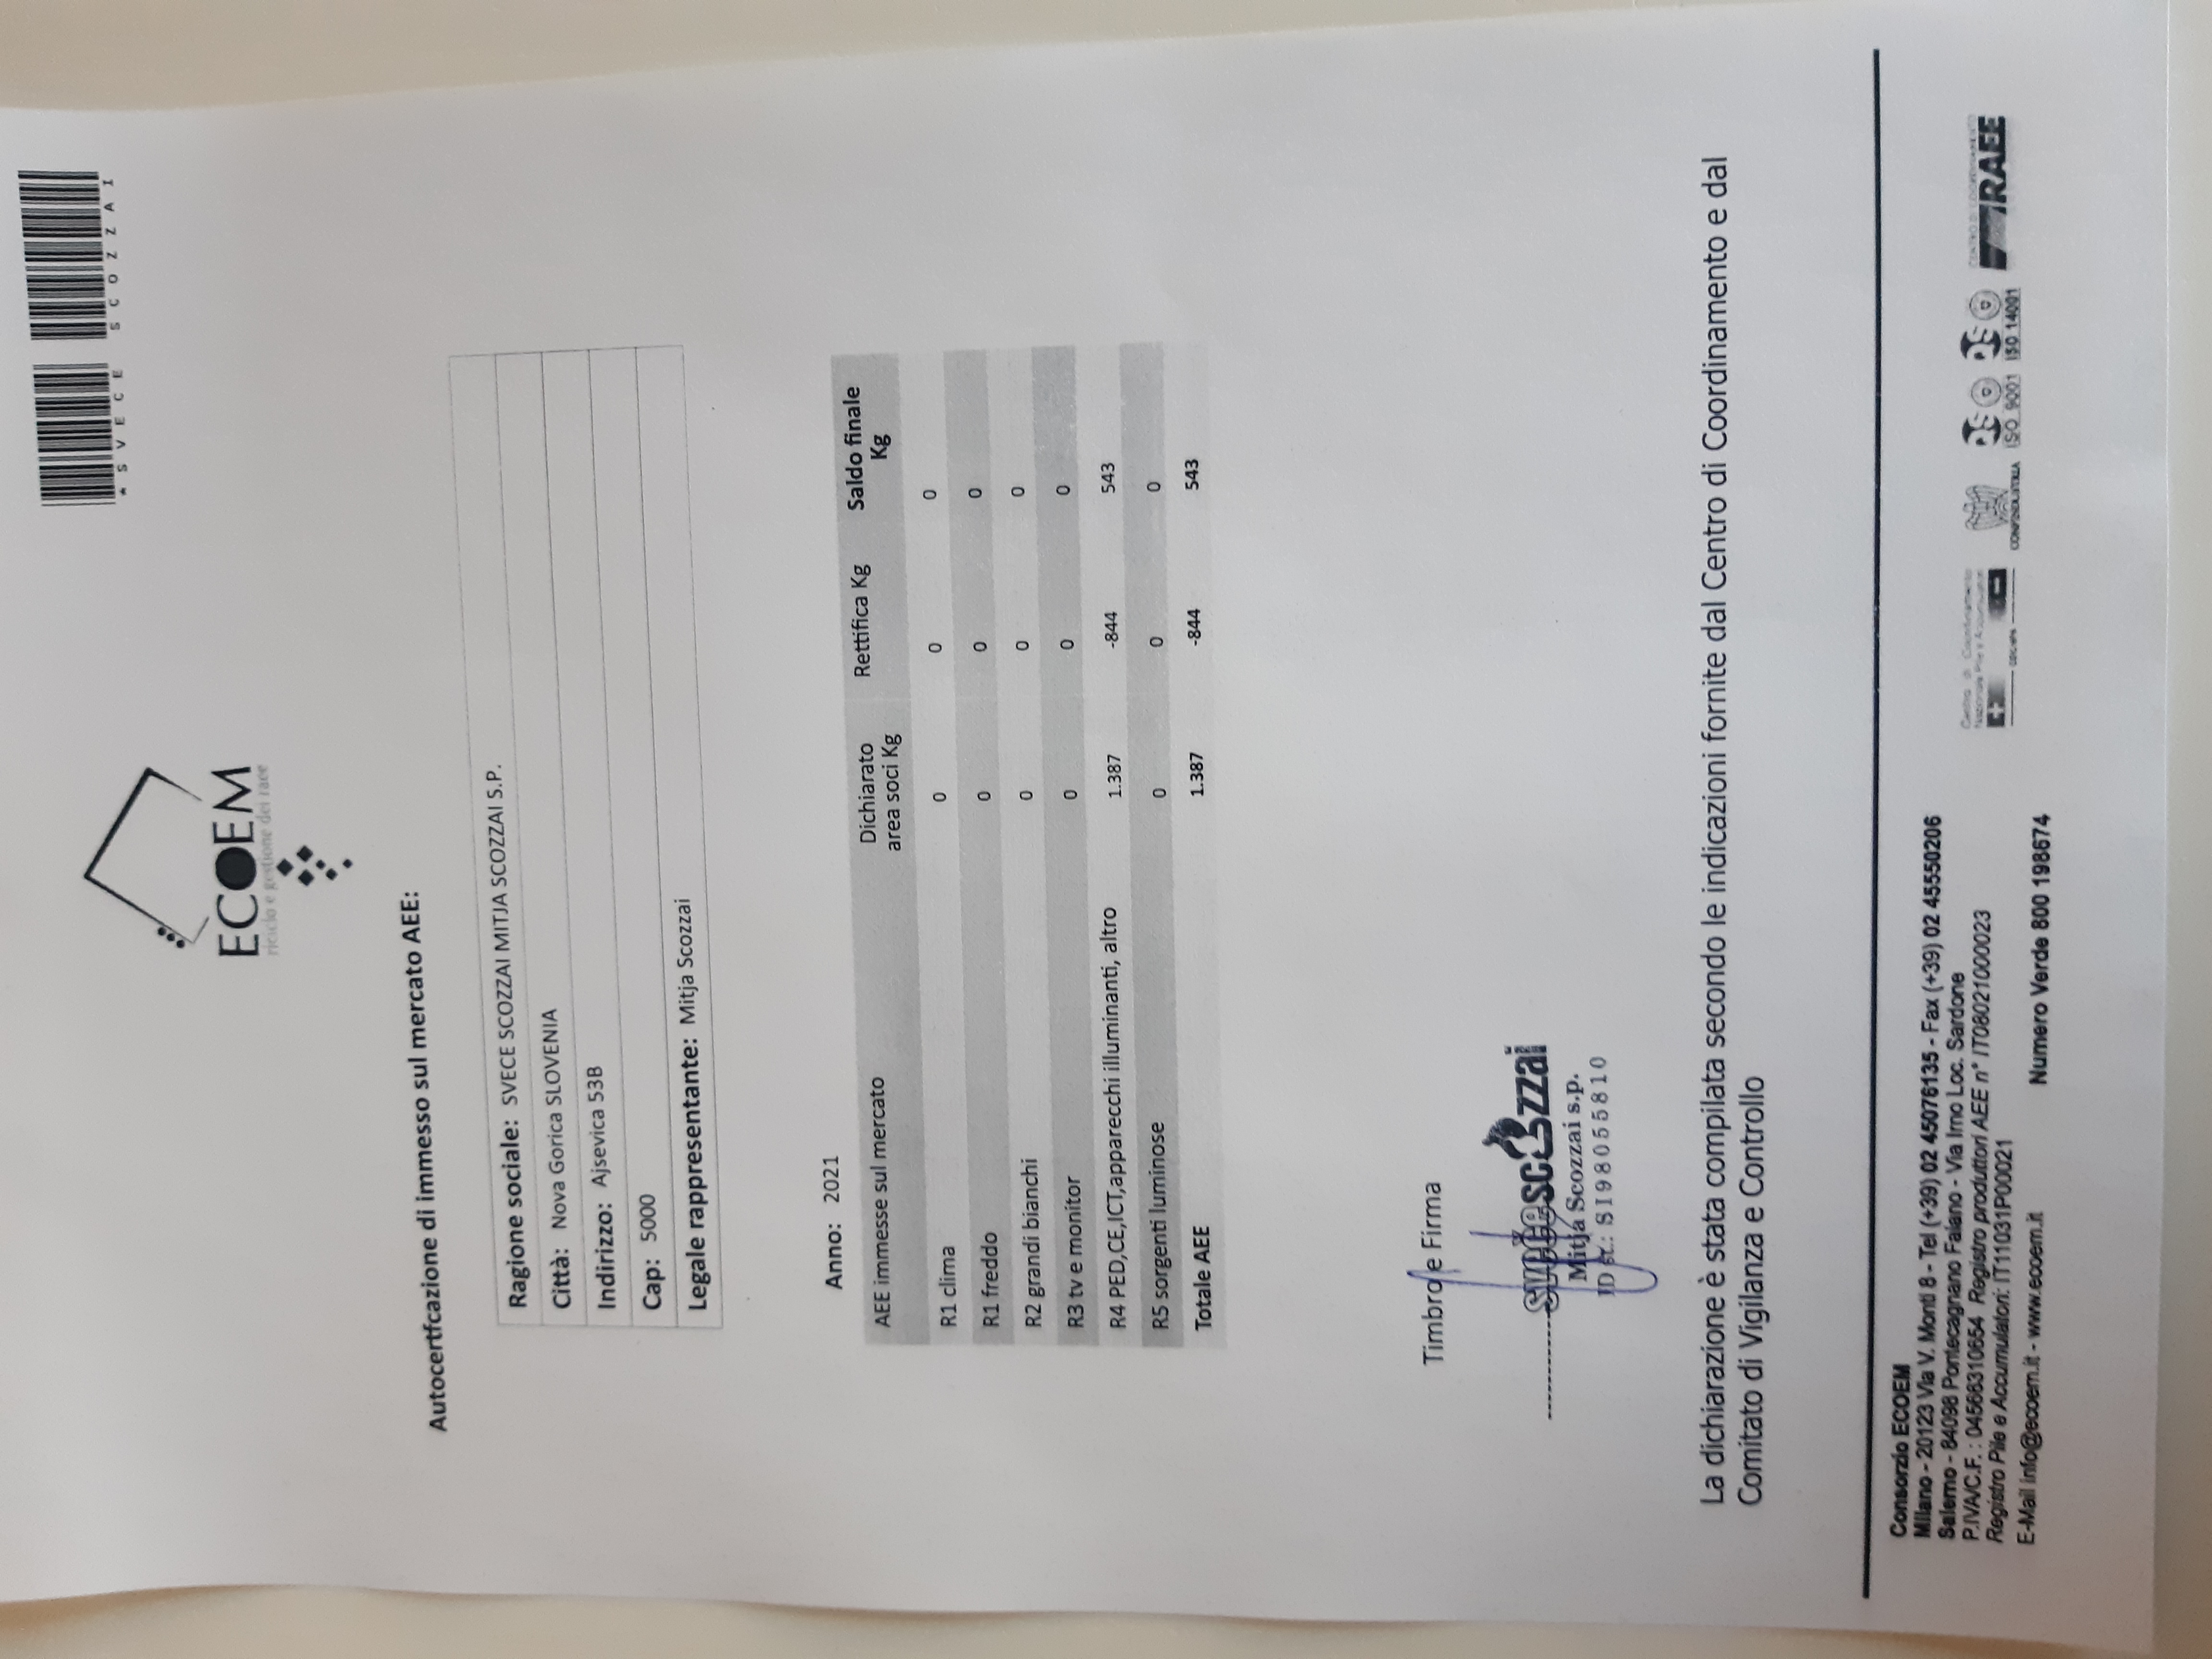 * S V E C E   S C O Z Z A I
ECOEM
riciclo e gestione dei raee
Autocertfcazione di immesso sul mercato AEE:
Ragione sociale: SVECE SCOZZAI MITJA SCOZZAI S.P.
Città: Nova Gorica SLOVENIA
Indirizzo: Ajsevica 53B
Cap: 5000
Legale rappresentante: Mitja Scozzai
Anno: 2021
AEE immesse sul mercato Dichiarato area soci Kg Rettifica Kg Saldo finale Kg
R1 clima 0 0 0
R1 freddo 0 0 0
R2 grandi bianchi 0 0 0
R3 tv e monitor 0 0 0
R4 PED,CE,ICT,apparecchi illuminanti, altro 1.387 -844 543
R5 sorgenti luminose 0 0 0
Totale AEE 1.387 -844 543
Timbro e Firma
svečescozzai
Mitja Scozzai s.p.
ID št.: SI98055810
La dichiarazione è stata compilata secondo le indicazioni fornite dal Centro di Coordinamento e dal
Comitato di Vigilanza e Controllo
Consorzio ECOEM
Milano - 20123 Via V. Monti 8 - Tel (+39) 02 45076135 - Fax (+39) 02 45550206
Salerno - 84098 Pontecagnano Faiano - Via Irno Loc. Sardone
P.IVA/C.F. : 04566310654 Registro produttori AEE n° IT08021000023
Registro Pile e Accumulatori: IT11031P00021
E-Mail info@ecoem.it - www.ecoem.it
Numero Verde 800 198674
Centro di Coordinamento
Nazionale Pile e Accumulatori
CDCNPA
CONFINDUSTRIA
ISO 9001
ISO 14001
CENTRO DI COORDINAMENTO
RAEE